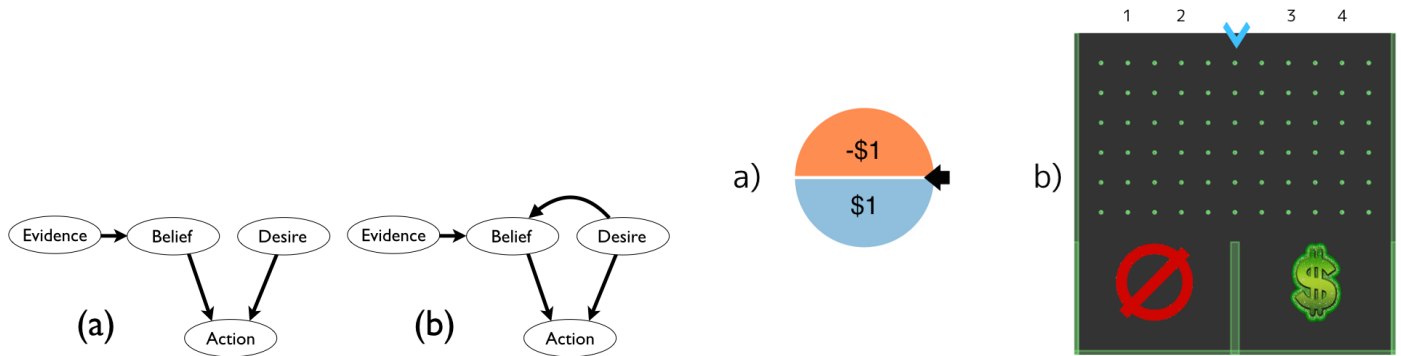 Evidence
Belief
Desire
Action
(a)
Evidence
Belief
Desire
Action
(b)
a)
-$1
$1
b)
1 2 3 4
$